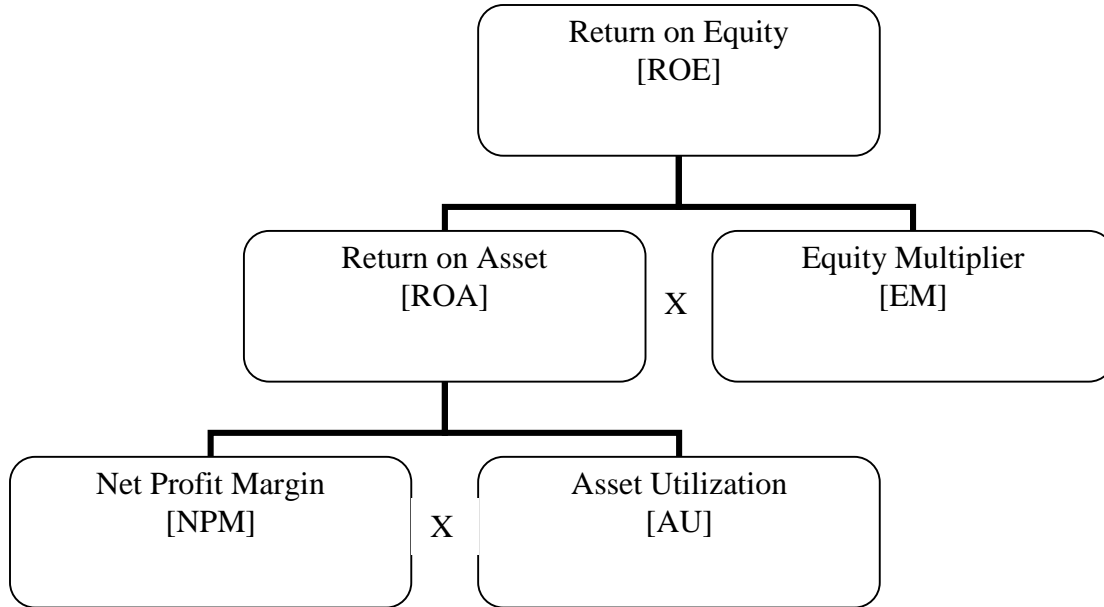 Return on Equity
[ROE]
Return on Asset
[ROA]
X
Equity Multiplier
[EM]
Net Profit Margin
[NPM]
X
Asset Utilization
[AU]